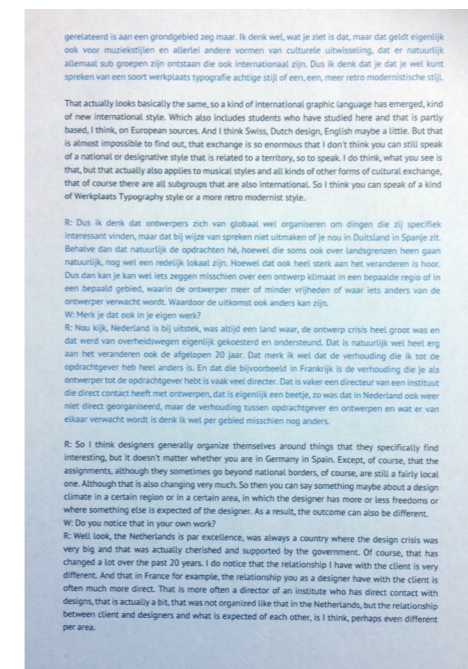 gerelateerd is aan een grondgebied zeg maar. Ik denk wel, wat je ziet is dat, maar dat geldt eigenlijk
ook voor muziekstijlen en allerlei andere vormen van culturele uitwisseling, dat er natuurlijk
allemaal sub groepen zijn ontstaan die ook internationaal zijn. Dus ik denk dat je dat je wel kunt
spreken van een soort werkplaats typografie achtige stijl of een, een, meer retro modernistische stijl.
That actually looks basically the same, so a kind of international graphic language has emerged, kind
of new international style. Which also includes students who have studied here and that is partly
based, I think, on European sources. And I think Swiss, Dutch design, English maybe a little. But that
is almost impossible to find out, that exchange is so enormous that I don't think you can still speak
of a national or designative style that is related to a territory, so to speak. I do think, what you see is
that, but that actually also applies to musical styles and all kinds of other forms of cultural exchange,
that of course there are all subgroups that are also international. So I think you can speak of a kind
of Werkplaats Typography style or a more retro modernist style.
R: Dus ik denk dat ontwerpers zich van globaal wel organiseren om dingen die zij specifiek
interessant vinden, maar dat bij wijze van spreken niet uitmaken of je nou in Duitsland in Spanje zit.
Behalve dan dat natuurlijk de opdrachten hè, hoewel die soms ook over landsgrenzen heen gaan
natuurlijk, nog wel een redelijk lokaal zijn. Hoewel dat ook heel sterk aan het veranderen is hoor.
Dus dan kan je kan wel iets zeggen misschien over een ontwerp klimaat in een bepaalde regio of in
een bepaald gebied, waarin de ontwerper meer of minder vrijheden of waar iets anders van de
ontwerper verwacht wordt. Waardoor de uitkomst ook anders kan zijn.
W: Merk je dat ook in je eigen werk?
R: Nou kijk, Nederland is bij uitstek, was altijd een land waar, de ontwerp crisis heel groot was en
dat werd van overheidswegen eigenlijk gekoesterd en ondersteund. Dat is natuurlijk wel heel erg
aan het veranderen ook de afgelopen 20 jaar. Dat merk ik wel dat de verhouding die ik tot de
opdrachtgever heb heel anders is. En dat die bijvoorbeeld in Frankrijk is de verhouding die je als
ontwerper tot de opdrachtgever hebt is vaak veel directer. Dat is vaker een directeur van een instituut
die direct contact heeft met ontwerpen, dat is eigenlijk een beetje, zo was dat in Nederland ook weer
niet direct georganiseerd, maar de verhouding tussen opdrachtgever en ontwerpen en wat er van
elkaar verwacht wordt is denk ik wel per gebied misschien nog anders.
R: So I think designers generally organize themselves around things that they specifically find
interesting, but it doesn't matter whether you are in Germany in Spain. Except, of course, that the
assignments, although they sometimes go beyond national borders, of course, are still a fairly local
one. Although that is also changing very much. So then you can say something maybe about a design
climate in a certain region or in a certain area, in which the designer has more or less freedoms or
where something else is expected of the designer. As a result, the outcome can also be different.
W: Do you notice that in your own work?
R: Well look, the Netherlands is par excellence, was always a country where the design crisis was
very big and that was actually cherished and supported by the government. Of course, that has
changed a lot over the past 20 years. I do notice that the relationship I have with the client is very
different. And that in France for example, the relationship you as a designer have with the client is
often much more direct. That is more often a director of an institute who has direct contact with
designs, that is actually a bit, that was not organized like that in the Netherlands, but the relationship
between client and designers and what is expected of each other, is I think, perhaps even different
per area.